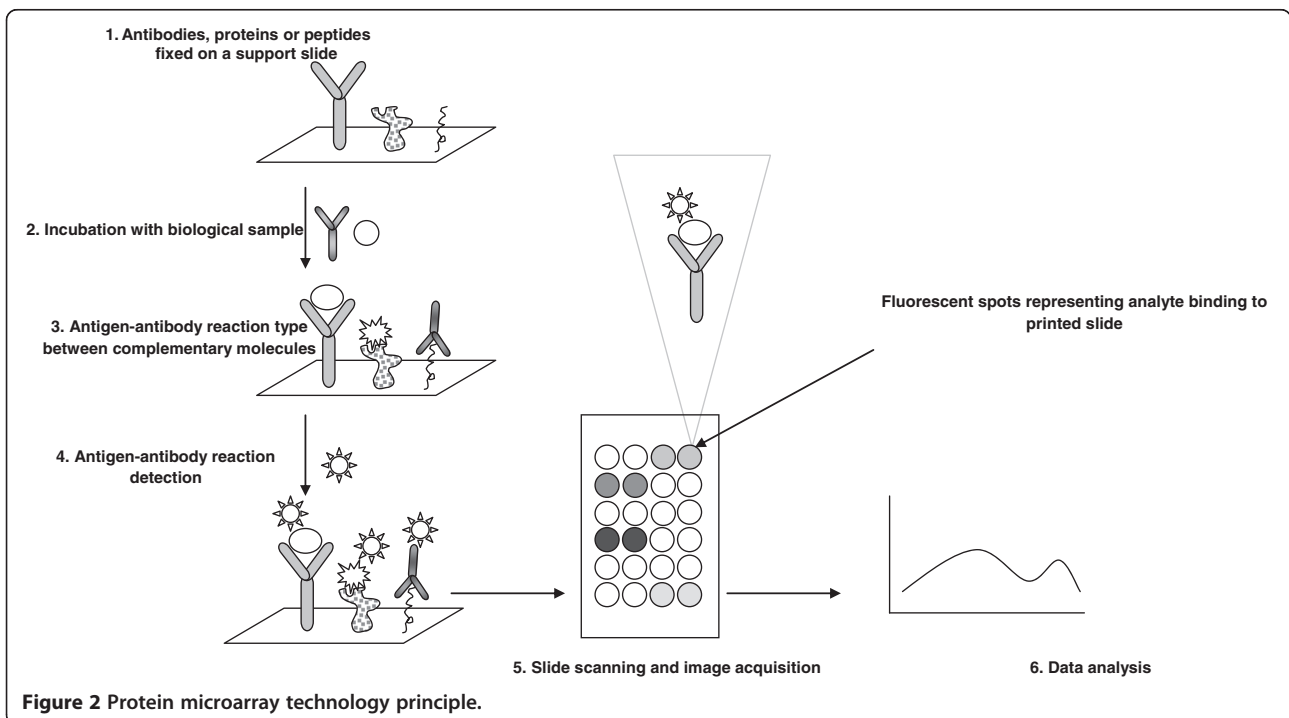 1. Antibodies, proteins or peptides
fixed on a support slide
2. Incubation with biological sample
3. Antigen-antibody reaction type
between complementary molecules
4. Antigen-antibody reaction
detection
Fluorescent spots representing analyte binding to
printed slide
5. Slide scanning and image acquisition
6. Data analysis
Figure 2 Protein microarray technology principle.